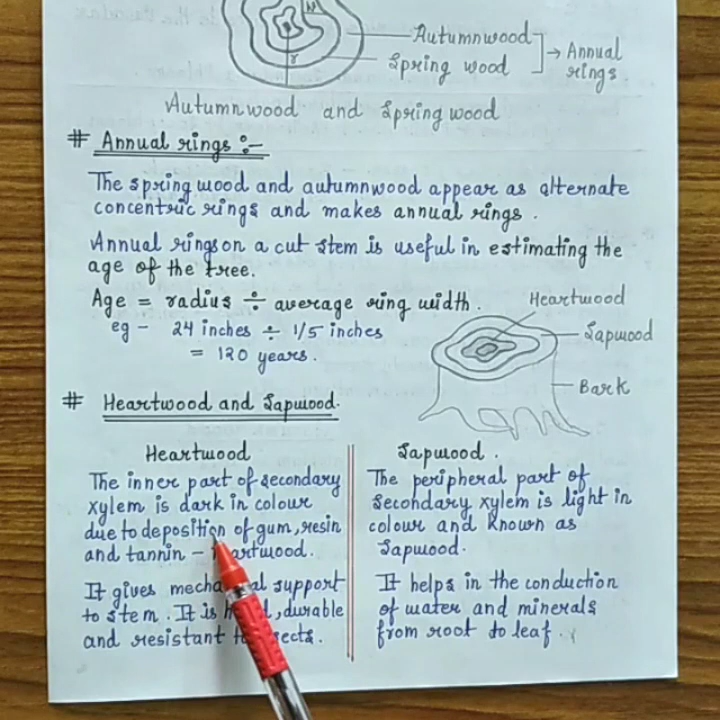 Autumnwood
Spring wood
→ Annual rings.
Autumnwood and Spring wood
# Annual rings :-
The spring wood and autumnwood appear as alternate
concentric rings and makes annual rings.
Annual rings on a cut stem is useful in estimating the
age of the tree.
Age = radius ÷ average ring width.
eg - 24 inches ÷ 1/5 inches
= 120 years.
Heartwood
Sapwood
Bark
# Heartwood and Sapwood.
Heartwood
The inner part of secondary
xylem is dark in colour
due to deposition of gum, resin
and tannin -
It gives support
to stem. It is , durable
and resistant
Sapwood.
The peripheral part of
secondary xylem is light in
colour and known as
Sapwood.
It helps in the conduction
of water and minerals
from root to leaf.